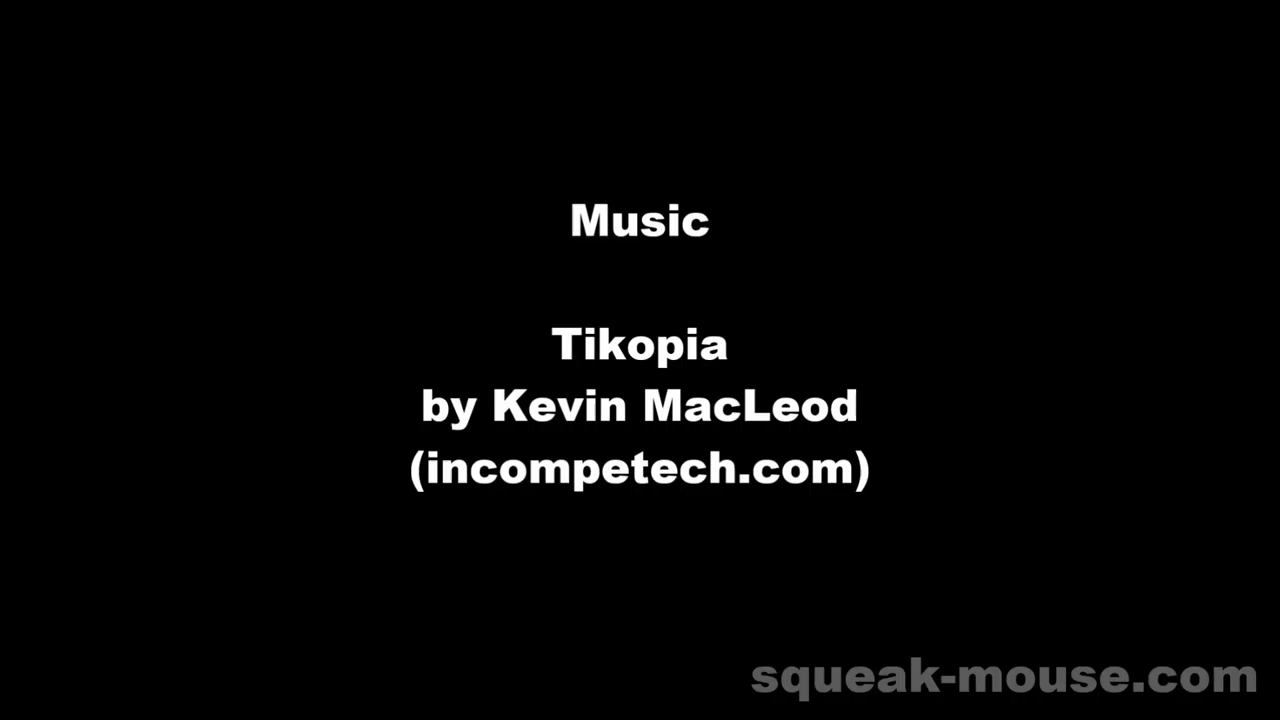 Music
Tikopia
by Kevin MacLeod
(incompetech.com)
squeak-mouse.com